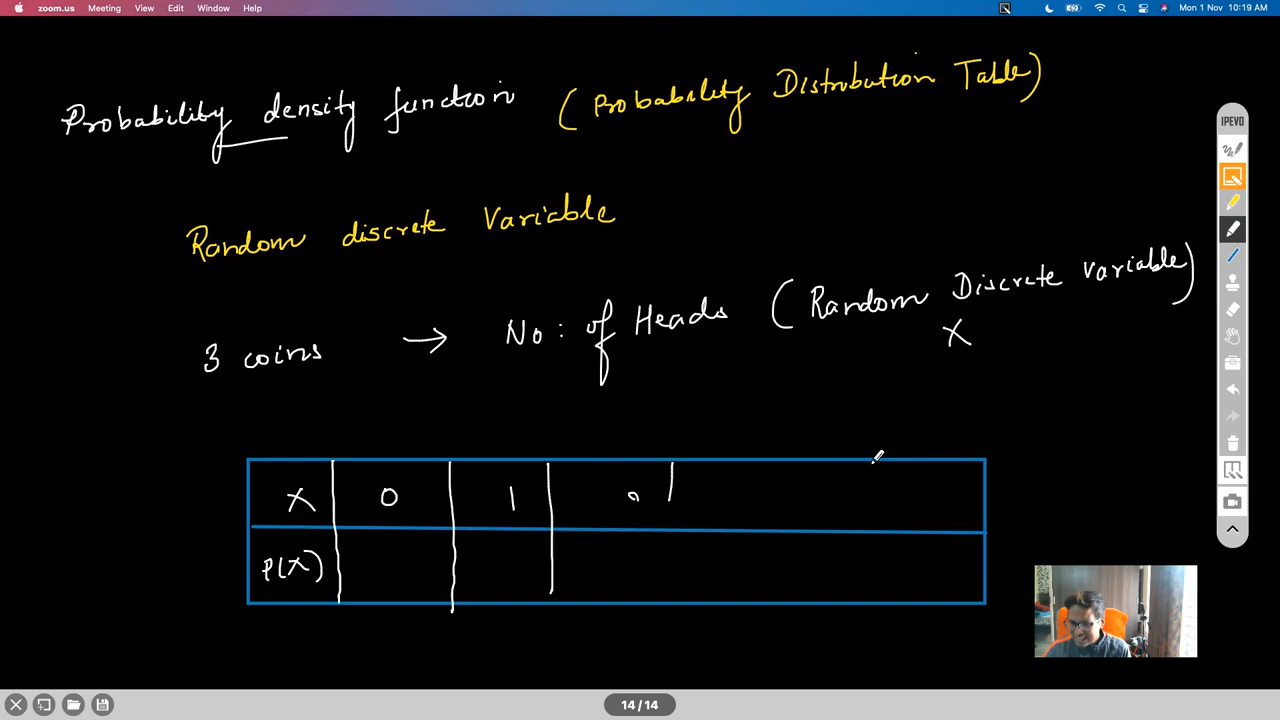 zoom.us Meeting View Edit Window Help Mon 1 Nov 10:19 AM
Probability density function (Probability Distribution Table)
IPEVO
Random discrete Variable
3 coins → No: of Heads (Random Discrete variable)
X
X 0 1
P(X)
14 / 14